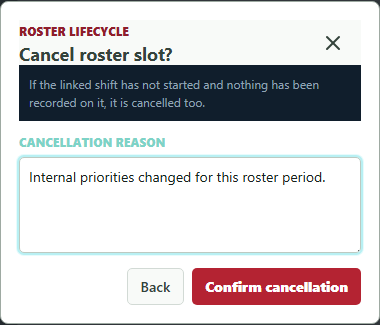 ROSTER LIFECYCLE
Cancel roster slot?
If the linked shift has not started and nothing has been
recorded on it, it is cancelled too.
CANCELLATION REASON
Internal priorities changed for this roster period.
Back
Confirm cancellation